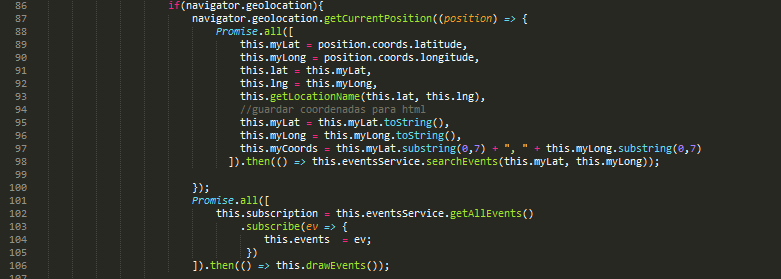 86 if(navigator.geolocation){
87 navigator.geolocation.getCurrentPosition((position) => {
88 Promise.all([
89 this.myLat = position.coords.latitude,
90 this.myLong = position.coords.longitude,
91 this.lat = this.myLat,
92 this.lng = this.myLong,
93 this.getLocationName(this.lat, this.lng),
94 //guardar coordenadas para html
95 this.myLat = this.myLat.toString(),
96 this.myLong = this.myLong.toString(),
97 this.myCoords = this.myLat.substring(0,7) + ", " + this.myLong.substring(0,7)
98 ]).then(() => this.eventsService.searchEvents(this.myLat, this.myLong));
99
100 });
101 Promise.all([
102 this.subscription = this.eventsService.getAllEvents()
103 .subscribe(ev => {
104 this.events = ev;
105 })
106 ]).then(() => this.drawEvents());
107